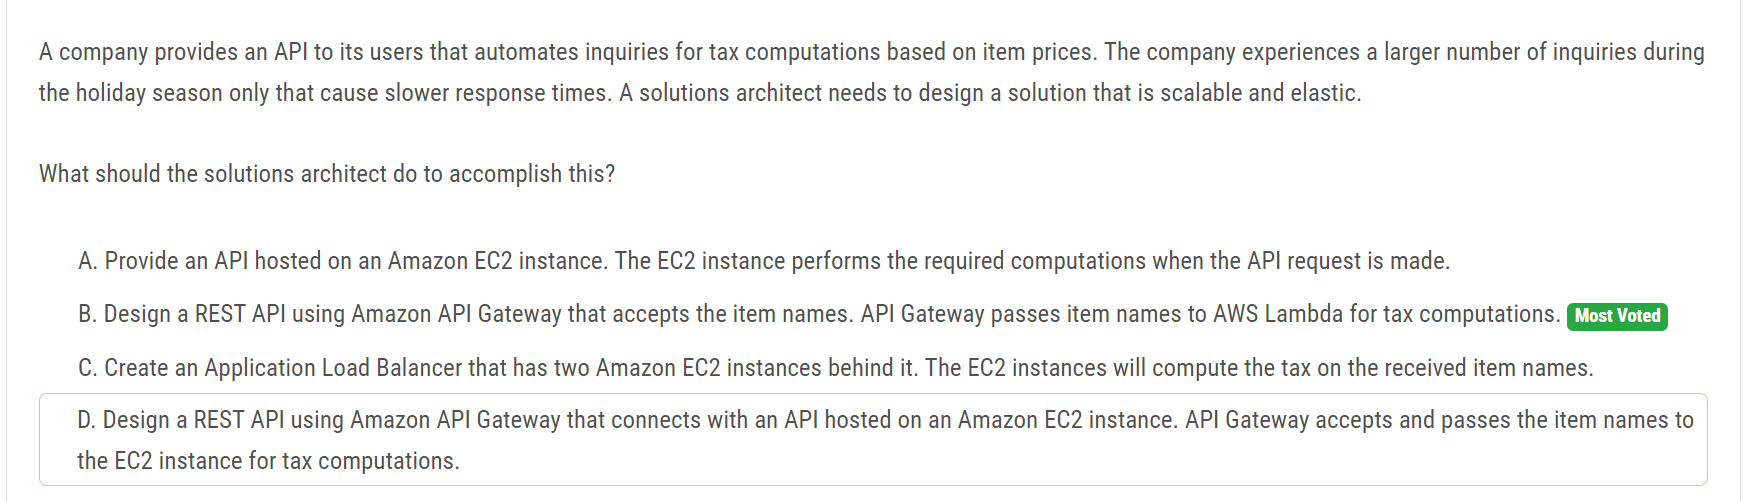 A company provides an API to its users that automates inquiries for tax computations based on item prices. The company experiences a larger number of inquiries during
the holiday season only that cause slower response times. A solutions architect needs to design a solution that is scalable and elastic.
What should the solutions architect do to accomplish this?
A. Provide an API hosted on an Amazon EC2 instance. The EC2 instance performs the required computations when the API request is made.
B. Design a REST API using Amazon API Gateway that accepts the item names. API Gateway passes item names to AWS Lambda for tax computations. Most Voted
C. Create an Application Load Balancer that has two Amazon EC2 instances behind it. The EC2 instances will compute the tax on the received item names.
D. Design a REST API using Amazon API Gateway that connects with an API hosted on an Amazon EC2 instance. API Gateway accepts and passes the item names to
the EC2 instance for tax computations.